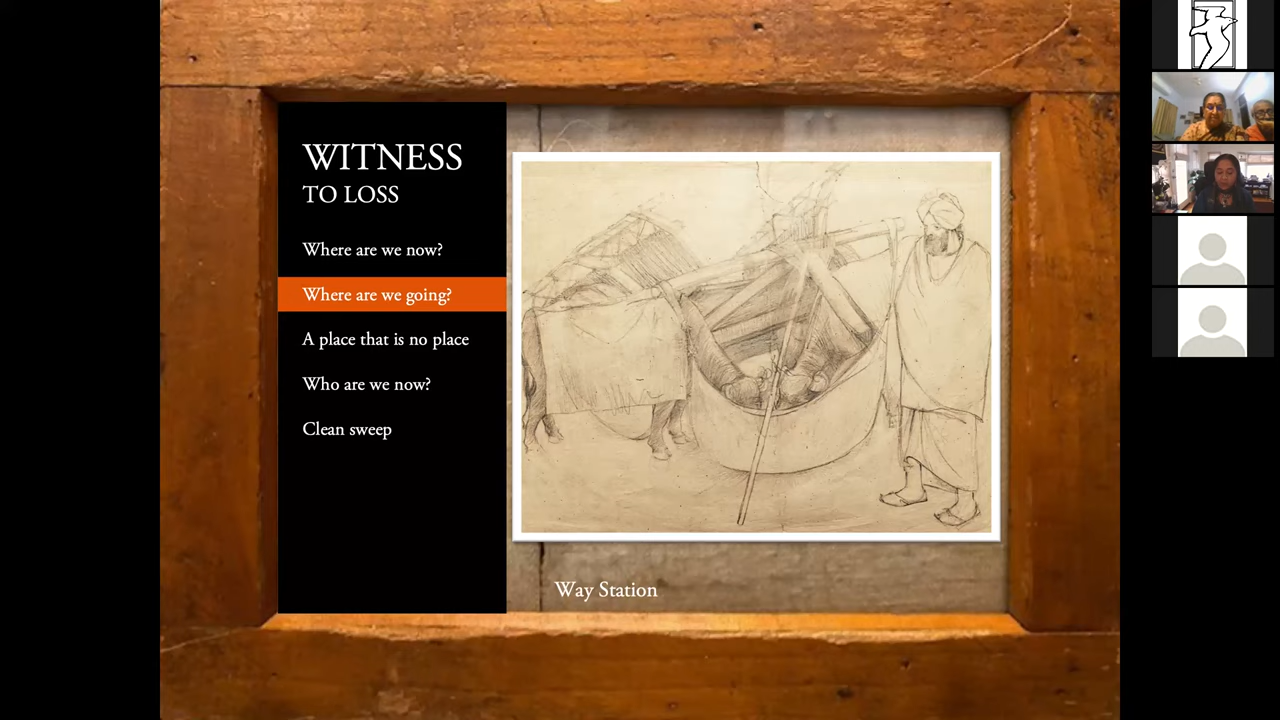 WITNESS
TO LOSS
Where are we now?
Where are we going?
A place that is no place
Who are we now?
Clean sweep
Way Station